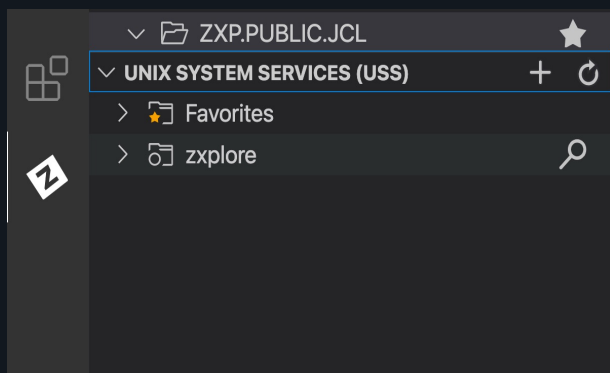 ZXP.PUBLIC.JCL
UNIX SYSTEM SERVICES (USS)
Favorites
Z
zxplore